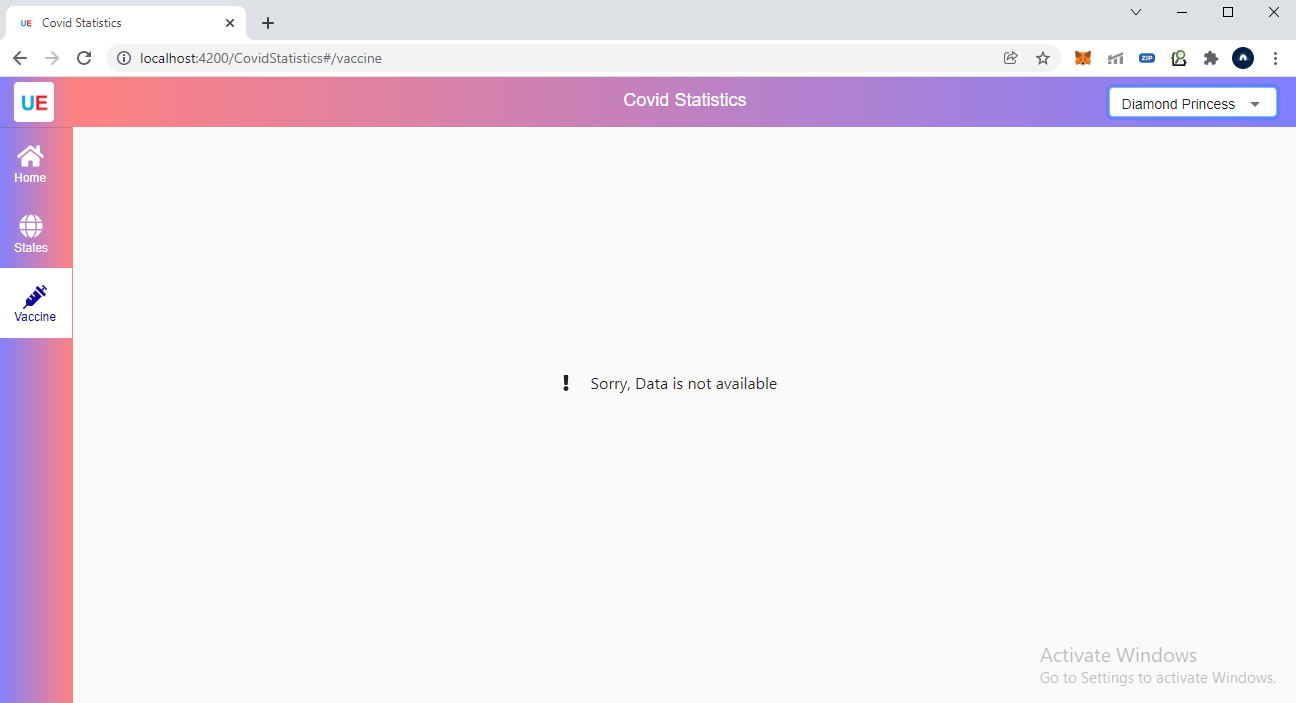 UE Covid Statistics
localhost:4200/CovidStatistics#/vaccine
ZIP
UE
Covid Statistics
Diamond Princess
Home
States
Vaccine
! Sorry, Data is not available
Activate Windows
Go to Settings to activate Windows.